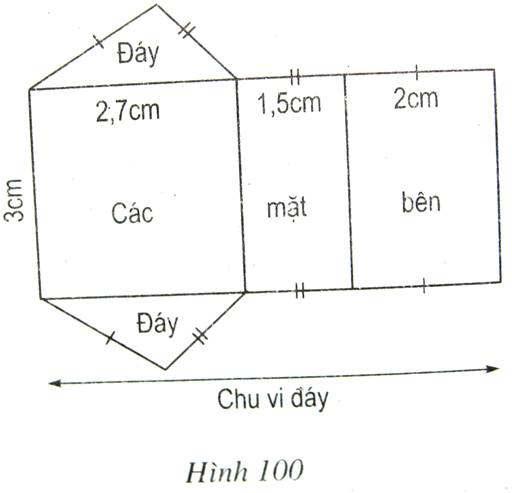 Đáy
2,7cm
1,5cm
2cm
3cm
Các
mặt
bên
Đáy
Chu vi đáy
Hình 100